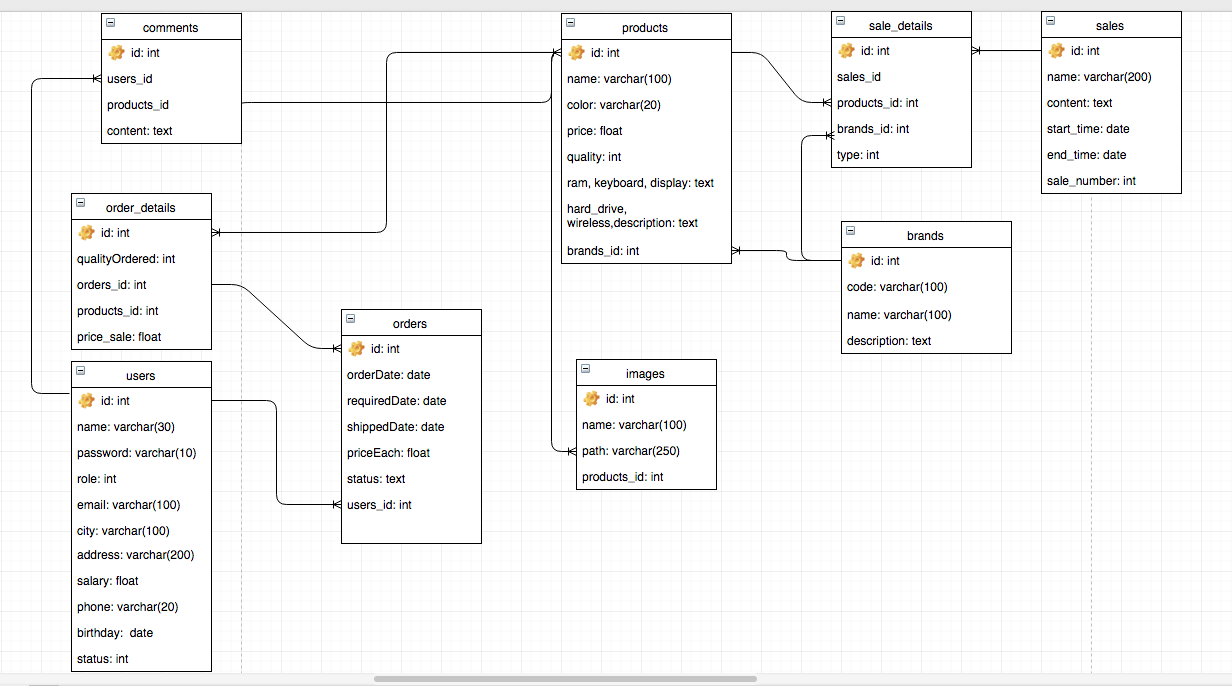 comments
id: int
users_id
products_id
content: text
products
id: int
name: varchar(100)
color: varchar(20)
price: float
quality: int
ram, keyboard, display: text
hard_drive,
wireless,description: text
brands_id: int
sale_details
id: int
sales_id
products_id: int
brands_id: int
type: int
sales
id: int
name: varchar(200)
content: text
start_time: date
end_time: date
sale_number: int
order_details
id: int
qualityOrdered: int
orders_id: int
products_id: int
price_sale: float
brands
id: int
code: varchar(100)
name: varchar(100)
description: text
orders
id: int
orderDate: date
requiredDate: date
shippedDate: date
priceEach: float
status: text
users_id: int
users
id: int
name: varchar(30)
password: varchar(10)
role: int
email: varchar(100)
city: varchar(100)
address: varchar(200)
salary: float
phone: varchar(20)
birthday:  date
status: int
images
id: int
name: varchar(100)
path: varchar(250)
products_id: int